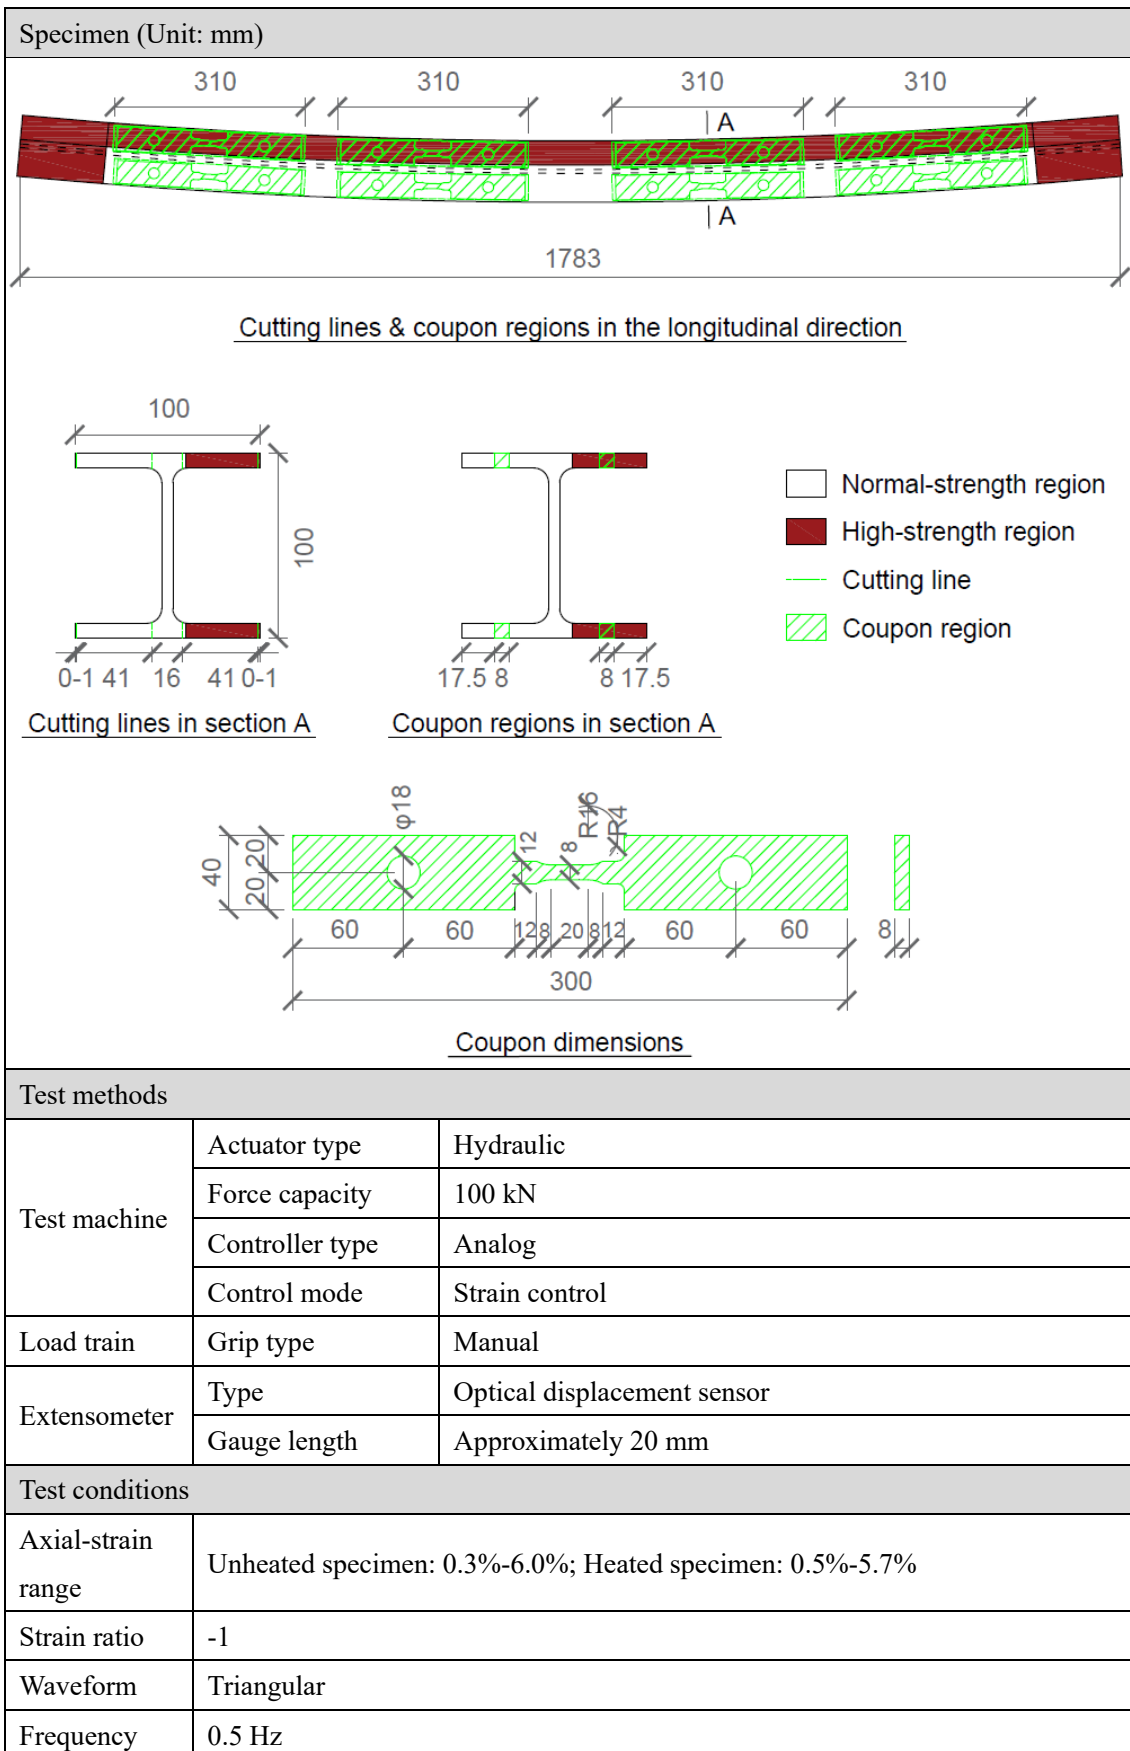 Specimen (Unit: mm)
310 310 310 310
A
A
1783
Cutting lines & coupon regions in the longitudinal direction
100
100
0-1 41 16 41 0-1
Cutting lines in section A
17.5 8 8 17.5
Coupon regions in section A
Normal-strength region
High-strength region
Cutting line
Coupon region
φ18
R16
R4
12
8
40
20
20
60 60 12 8 20 8 12 60 60 8
300
Coupon dimensions
Test methods
Test machine
Actuator type Hydraulic
Force capacity 100 kN
Controller type Analog
Control mode Strain control
Load train Grip type Manual
Extensometer
Type Optical displacement sensor
Gauge length Approximately 20 mm
Test conditions
Axial-strain
range
Unheated specimen: 0.3%-6.0%; Heated specimen: 0.5%-5.7%
Strain ratio -1
Waveform Triangular
Frequency 0.5 Hz